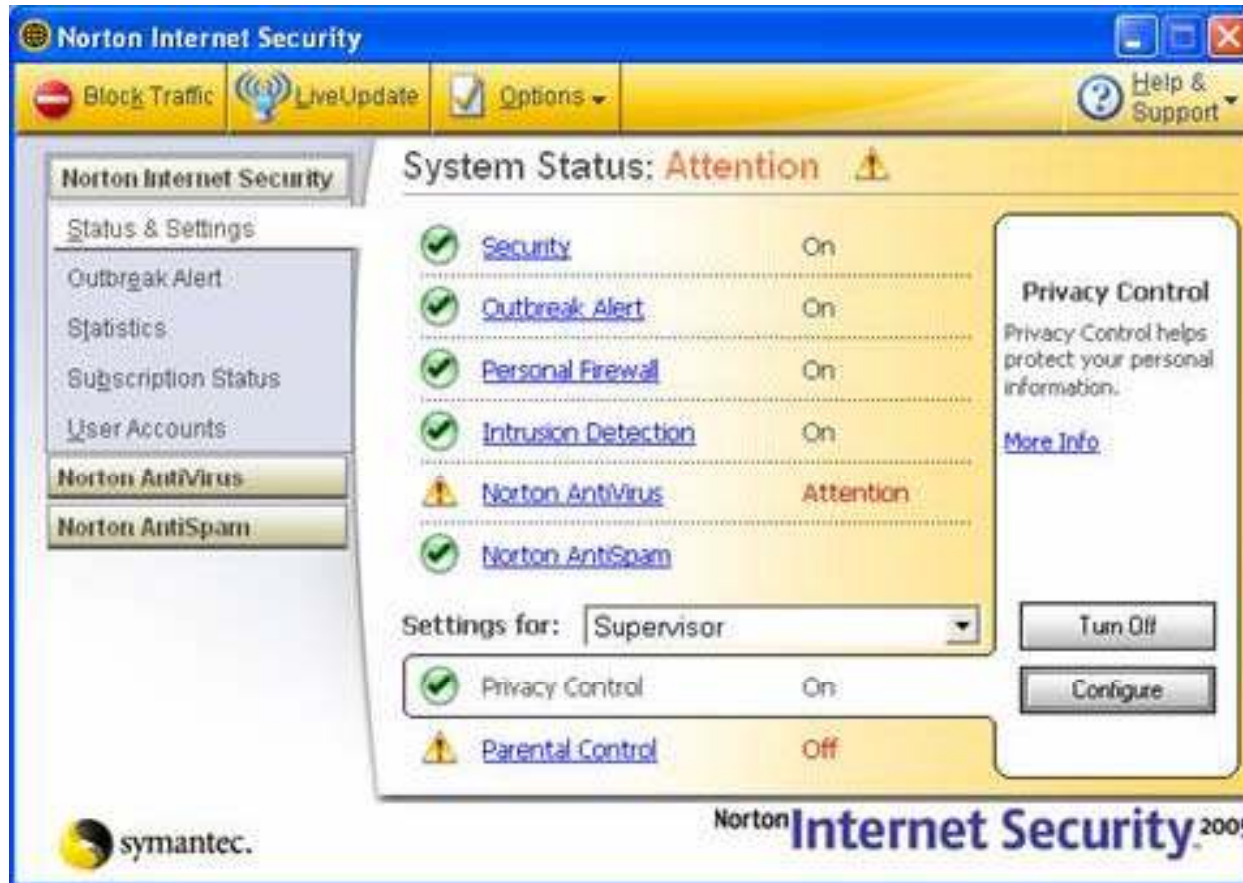 Norton Internet Security
Block Traffic
LiveUpdate
Options
Help &
Support
Norton Internet Security
Status & Settings
Outbreak Alert
Statistics
Subscription Status
User Accounts
Norton AntiVirus
Norton AntiSpam
System Status: Attention
Security On
Outbreak Alert On
Personal Firewall On
Intrusion Detection On
Norton AntiVirus Attention
Norton AntiSpam
Settings for: Supervisor
Privacy Control On
Parental Control Off
Privacy Control
Privacy Control helps
protect your personal
information.
More Info
Turn Off
Configure
symantec.
Norton Internet Security 2005